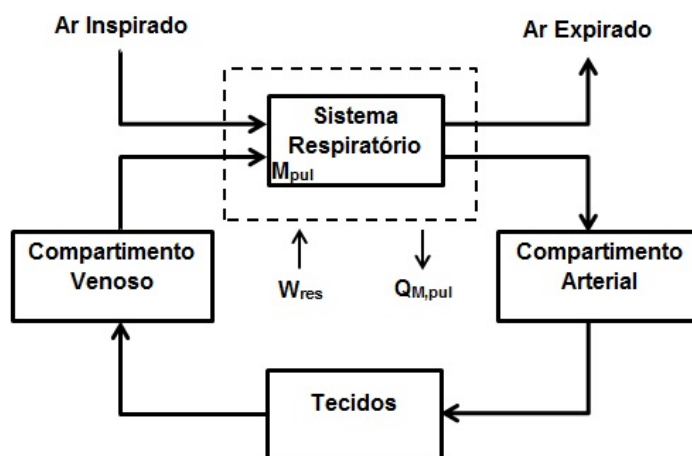 Ar Inspirado
Ar Expirado
Sistema
Respiratório
Mpul
Compartimento
Venoso
Wres
QM,pul
Compartimento
Arterial
Tecidos